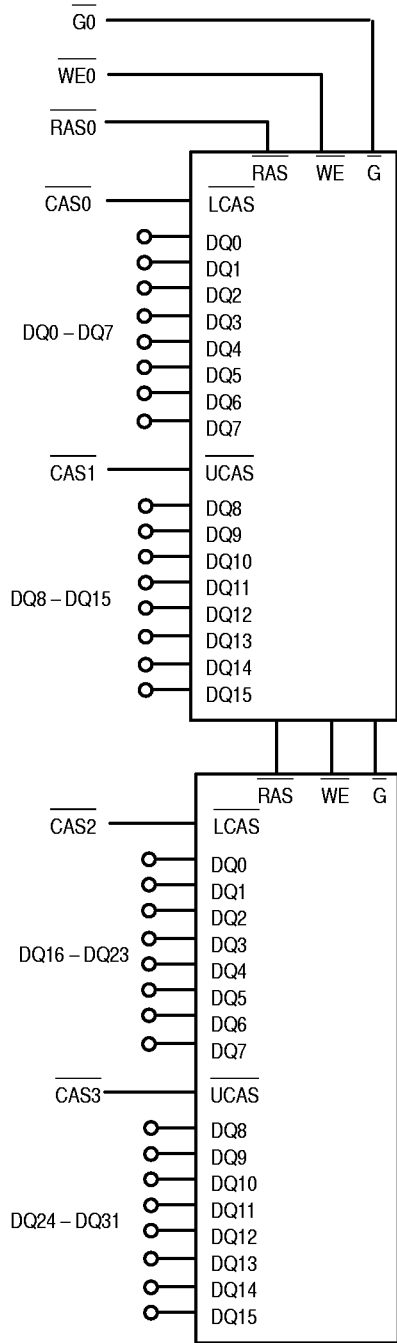 G0
WE0
RAS0
RAS WE G
CAS0 LCAS
DQ0
DQ1
DQ2
DQ3
DQ0 – DQ7
DQ4
DQ5
DQ6
DQ7
CAS1 UCAS
DQ8
DQ9
DQ10
DQ11
DQ8 – DQ15
DQ12
DQ13
DQ14
DQ15
RAS WE G
CAS2 LCAS
DQ0
DQ1
DQ2
DQ3
DQ16 – DQ23
DQ4
DQ5
DQ6
DQ7
CAS3 UCAS
DQ8
DQ9
DQ10
DQ11
DQ24 – DQ31
DQ12
DQ13
DQ14
DQ15